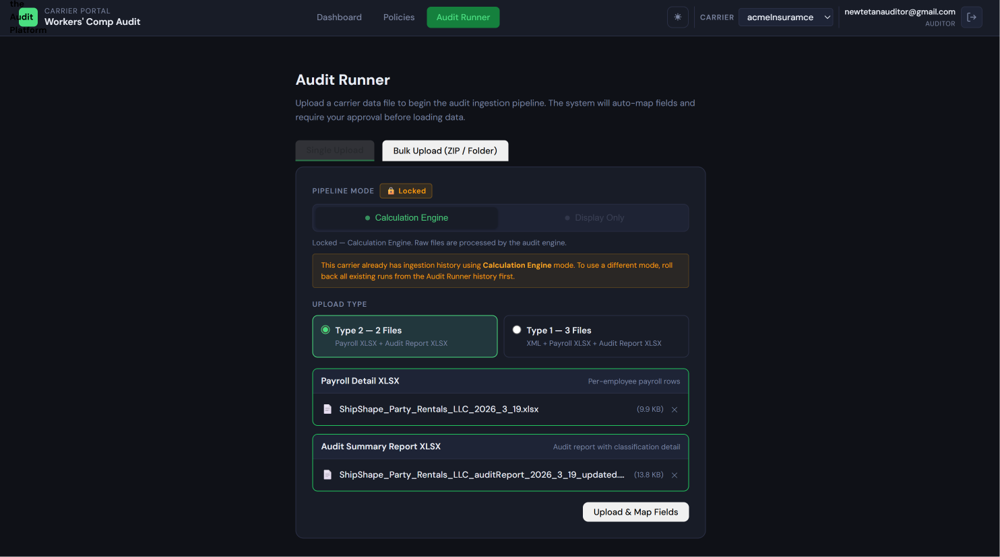 the
Audit
Platform
CARRIER PORTAL
Workers' Comp Audit
Dashboard
Policies
Audit Runner
CARRIER
acmeInsuramce
newtetanauditor@gmail.com
AUDITOR
Audit Runner
Upload a carrier data file to begin the audit ingestion pipeline. The system will auto-map fields and
require your approval before loading data.
Single Upload
Bulk Upload (ZIP / Folder)
PIPELINE MODE
Locked
Calculation Engine
Display Only
Locked — Calculation Engine. Raw files are processed by the audit engine.
This carrier already has ingestion history using Calculation Engine mode. To use a different mode, roll
back all existing runs from the Audit Runner history first.
UPLOAD TYPE
Type 2 — 2 Files
Payroll XLSX + Audit Report XLSX
Type 1 — 3 Files
XML + Payroll XLSX + Audit Report XLSX
Payroll Detail XLSX
Per-employee payroll rows
ShipShape_Party_Rentals_LLC_2026_3_19.xlsx
(9.9 KB)
Audit Summary Report XLSX
Audit report with classification detail
ShipShape_Party_Rentals_LLC_auditReport_2026_3_19_updated....
(13.8 KB)
Upload & Map Fields